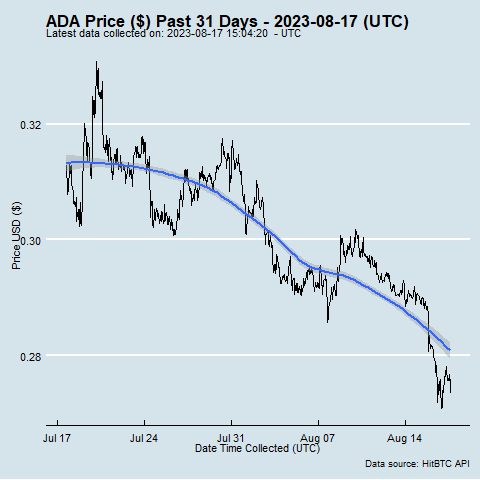 ADA Price ($) Past 31 Days - 2023-08-17 (UTC)
Latest data collected on: 2023-08-17 15:04:20 - UTC
Price USD ($)
0.32
0.30
0.28
Jul 17 Jul 24 Jul 31 Aug 07 Aug 14
Date Time Collected (UTC)
Data source: HitBTC API